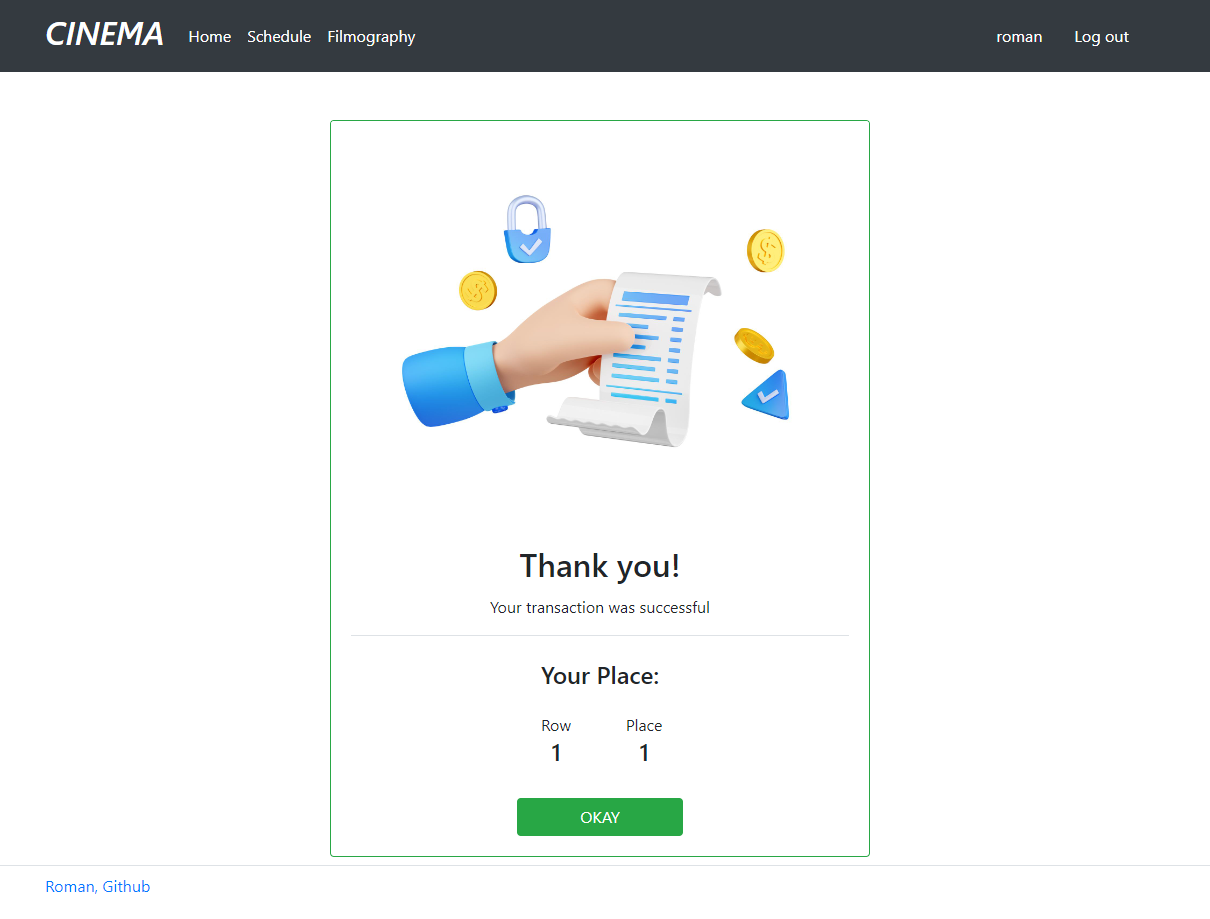 CINEMA Home Schedule Filmography roman Log out
Thank you!
Your transaction was successful
Your Place:
Row Place
1 1
OKAY
Roman, Github